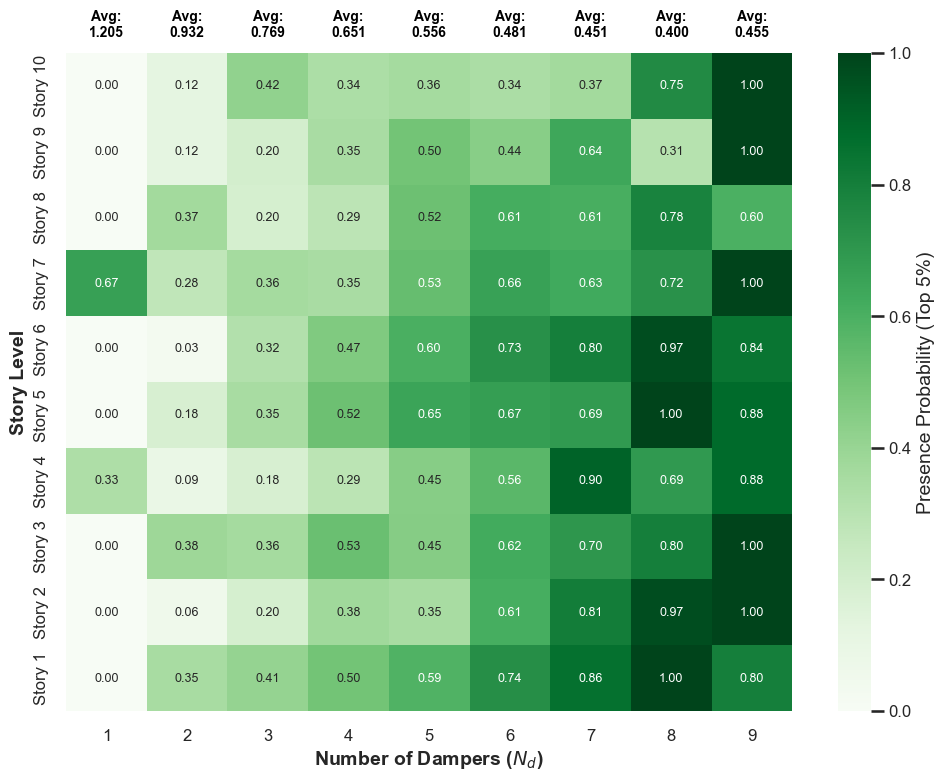 Avg: Avg: Avg: Avg: Avg: Avg: Avg: Avg: Avg:
1.205 0.932 0.769 0.651 0.556 0.481 0.451 0.400 0.455
Story 10 0.00 0.12 0.42 0.34 0.36 0.34 0.37 0.75 1.00
Story 9 0.00 0.12 0.20 0.35 0.50 0.44 0.64 0.31 1.00
Story 8 0.00 0.37 0.20 0.29 0.52 0.61 0.61 0.78 0.60
Story 7 0.67 0.28 0.36 0.35 0.53 0.66 0.63 0.72 1.00
Story 6 0.00 0.03 0.32 0.47 0.60 0.73 0.80 0.97 0.84
Story 5 0.00 0.18 0.35 0.52 0.65 0.67 0.69 1.00 0.88
Story 4 0.33 0.09 0.18 0.29 0.45 0.56 0.90 0.69 0.88
Story 3 0.00 0.38 0.36 0.53 0.45 0.62 0.70 0.80 1.00
Story 2 0.00 0.06 0.20 0.38 0.35 0.61 0.81 0.97 1.00
Story 1 0.00 0.35 0.41 0.50 0.59 0.74 0.86 1.00 0.80
1 2 3 4 5 6 7 8 9
Number of Dampers (N_d)
Story Level
1.0
0.8
0.6
0.4
0.2
0.0
Presence Probability (Top 5%)